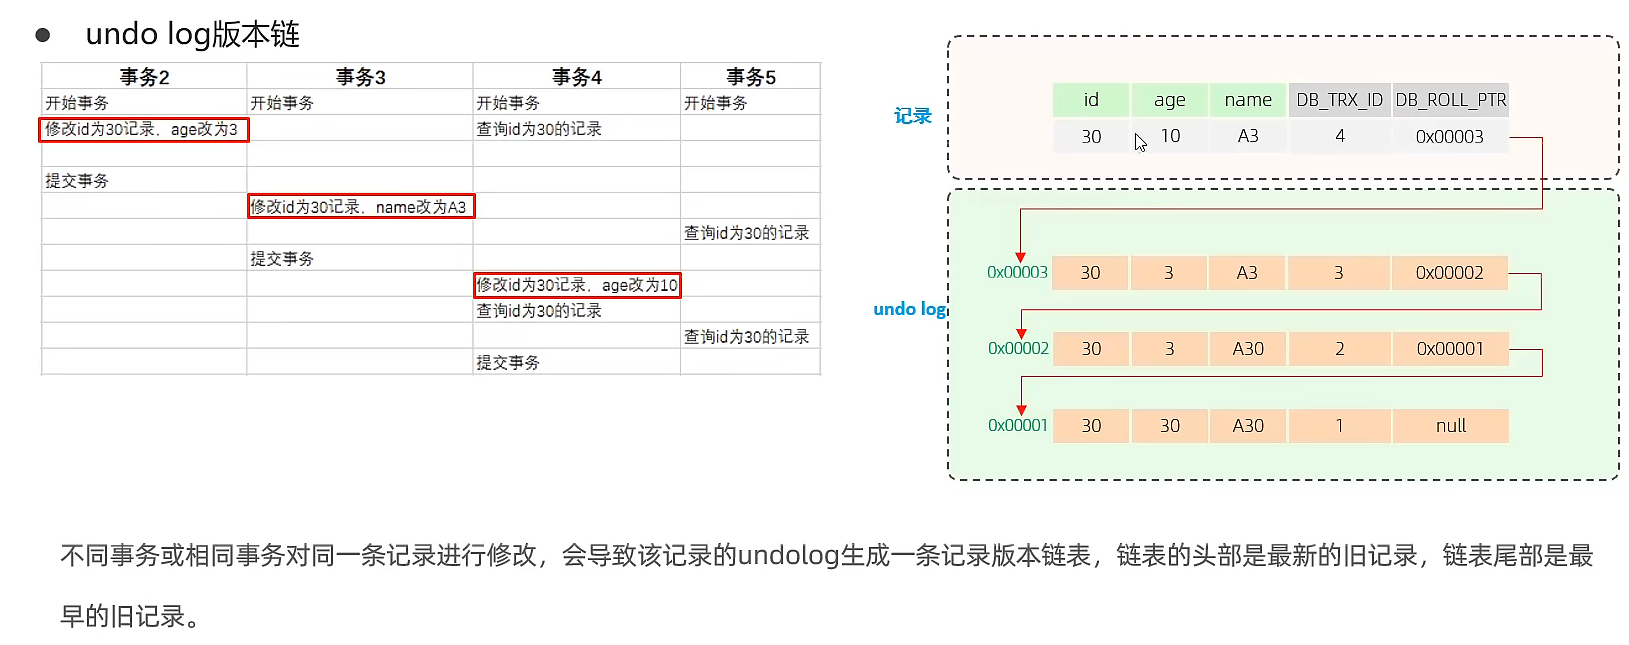 ● undo log版本链
事务2 事务3 事务4 事务5
开始事务 开始事务 开始事务 开始事务
修改id为30记录，age改为3 查询id为30的记录
提交事务
修改id为30记录，name改为A3
查询id为30的记录
提交事务
修改id为30记录，age改为10
查询id为30的记录
查询id为30的记录
提交事务
记录
id age name DB_TRX_ID DB_ROLL_PTR
30 10 A3 4 0x00003
undo log
0x00003 30 3 A3 3 0x00002
0x00002 30 3 A30 2 0x00001
0x00001 30 30 A30 1 null
不同事务或相同事务对同一条记录进行修改，会导致该记录的undolog生成一条记录版本链表，链表的头部是最新的旧记录，链表尾部是最
早的旧记录。